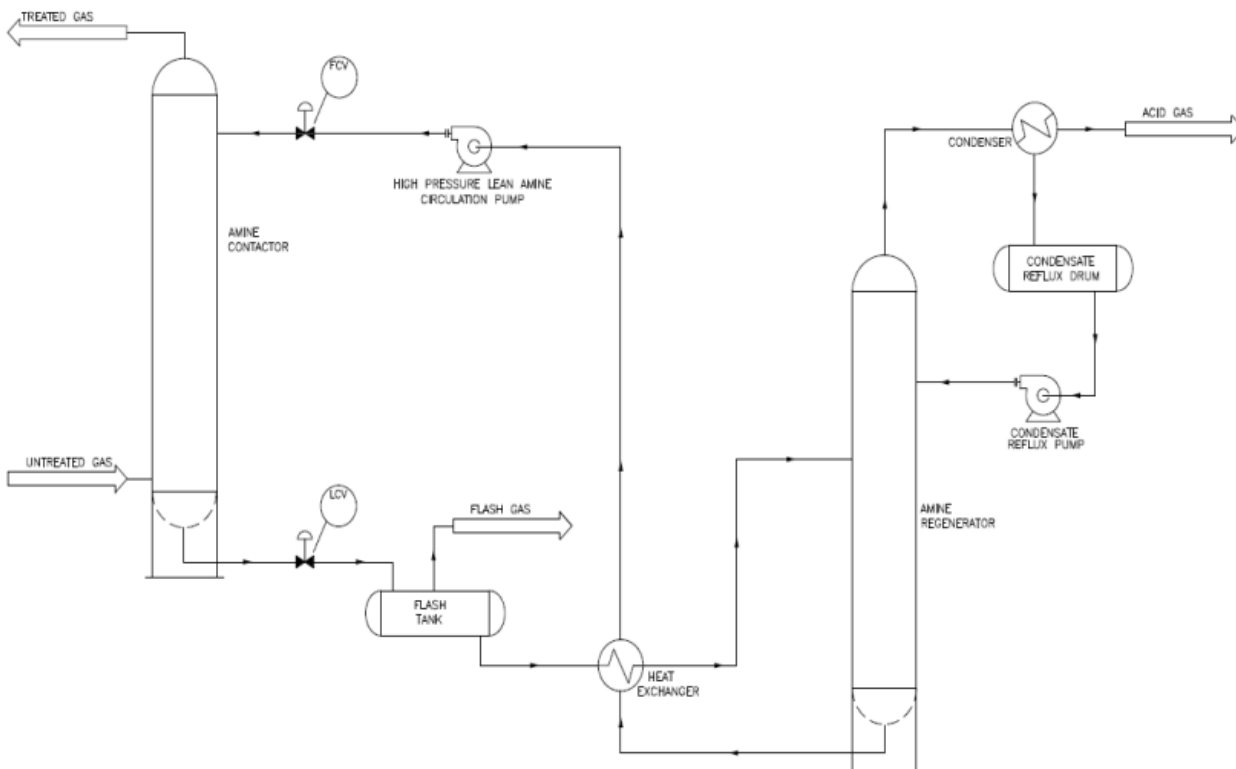 TREATED GAS
FCV
HIGH PRESSURE LEAN AMINE
CIRCULATION PUMP
AMINE
CONTACTOR
CONDENSER
ACID GAS
CONDENSATE
REFLUX DRUM
CONDENSATE
REFLUX PUMP
UNTREATED GAS
LCV
FLASH GAS
FLASH
TANK
HEAT
EXCHANGER
AMINE
REGENERATOR